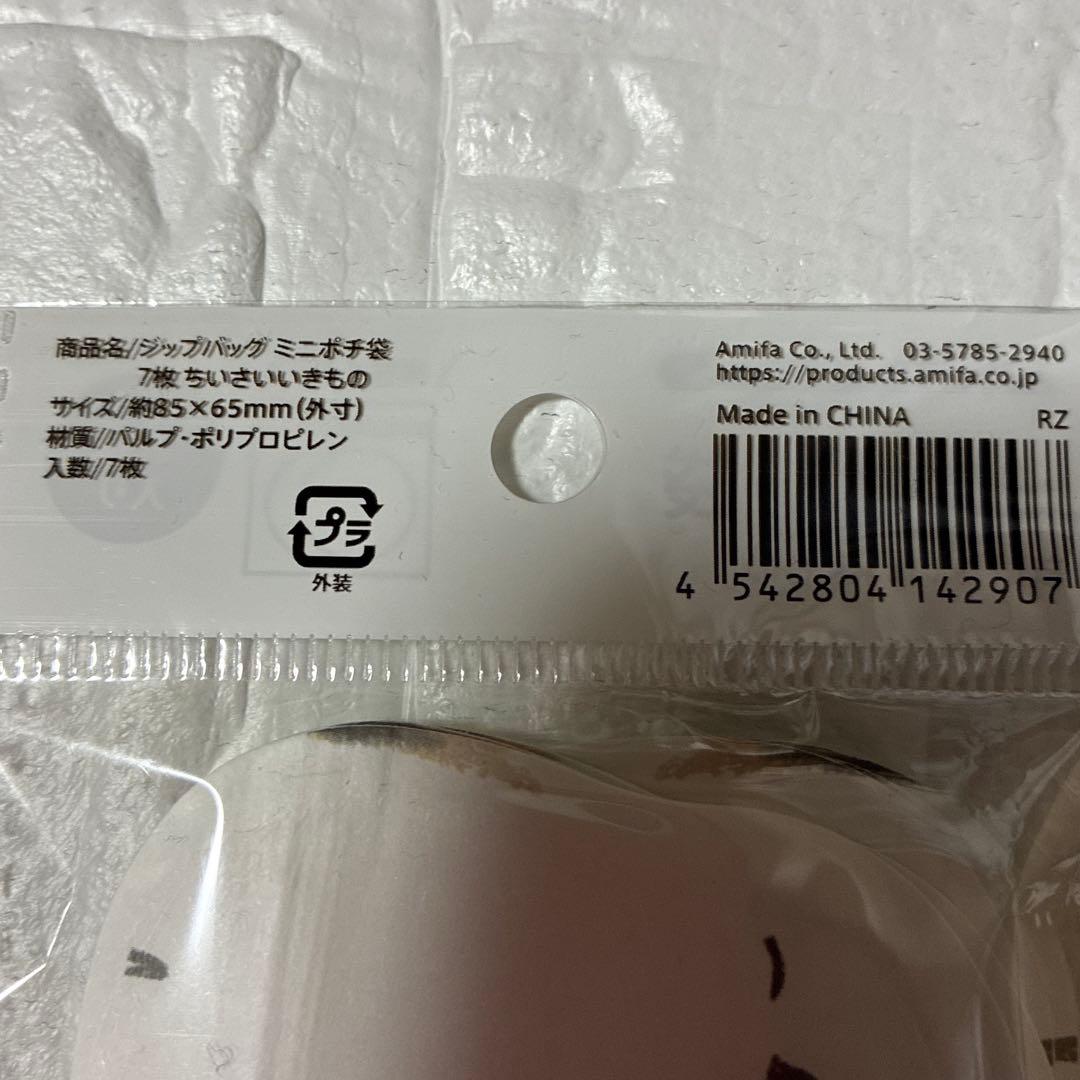 商品名//ジップバッグ ミニポチ袋
7枚 ちいさいいきもの
サイズ//約85×65mm(外寸)
材質//パルプ・ポリプロピレン
入数//7枚
プラ
外装
Amifa Co., Ltd. 03-5785-2940
https://products.amifa.co.jp
Made in CHINA RZ
4 542804 142907